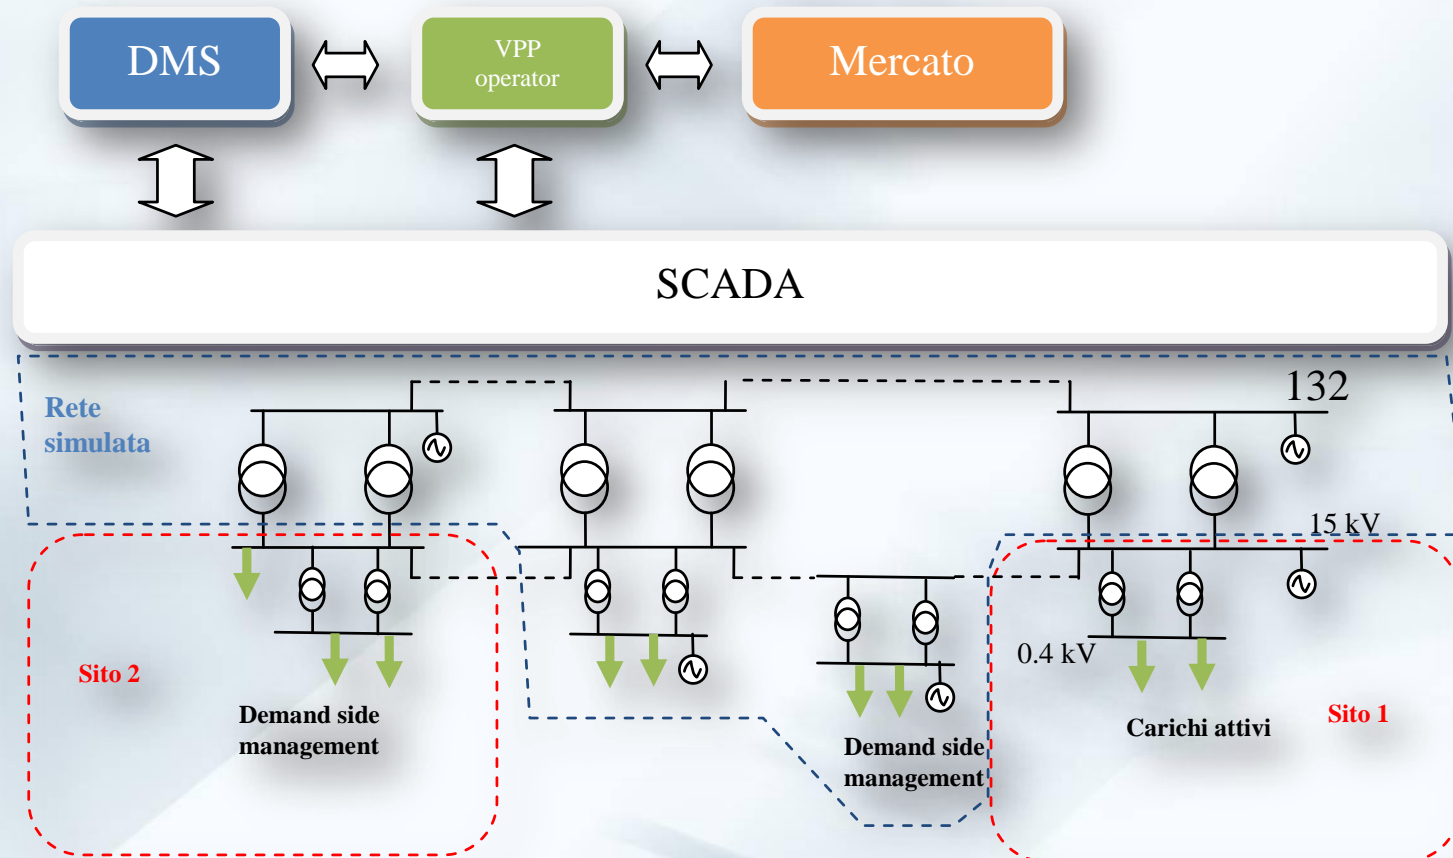 DMS
VPP
operator
Mercato
SCADA
132
Rete
simulata
15 kV
0.4 kV
Sito 2
Demand side
management
Demand side
management
Carichi attivi
Sito 1